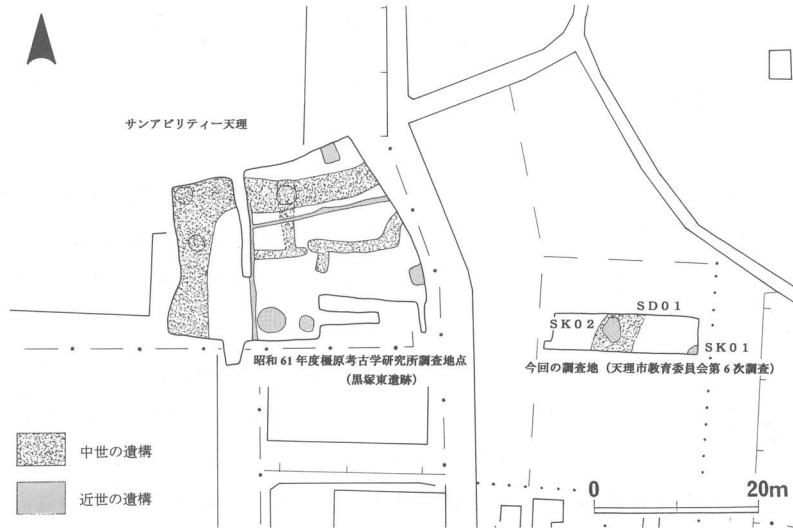 サンアビリティー天理
SD01
SK02
SK01
昭和61年度橿原考古学研究所調査地点
(黒塚東遺跡)
今回の調査地(天理市教育委員会第6次調査)
中世の遺構
近世の遺構
0
20m